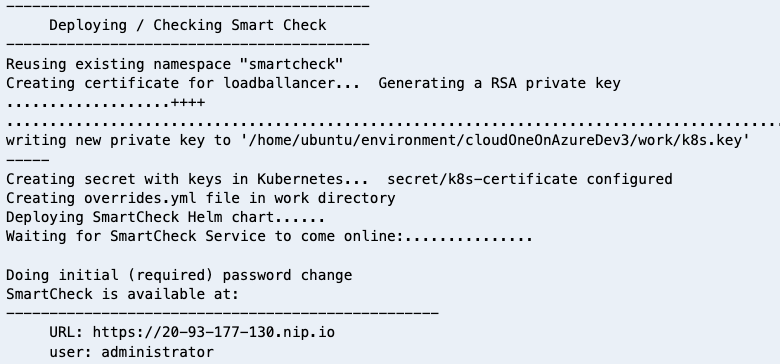 ------------------------------------------
Deploying / Checking Smart Check
------------------------------------------
Reusing existing namespace "smartcheck"
Creating certificate for loadballancer...  Generating a RSA private key
...................++++
.........................................................................................
writing new private key to '/home/ubuntu/environment/cloudOneOnAzureDev3/work/k8s.key'
-----
Creating secret with keys in Kubernetes...  secret/k8s-certificate configured
Creating overrides.yml file in work directory
Deploying SmartCheck Helm chart......
Waiting for SmartCheck Service to come online:...............
Doing initial (required) password change
SmartCheck is available at:
--------------------------------------------------
URL: https://20-93-177-130.nip.io
user: administrator